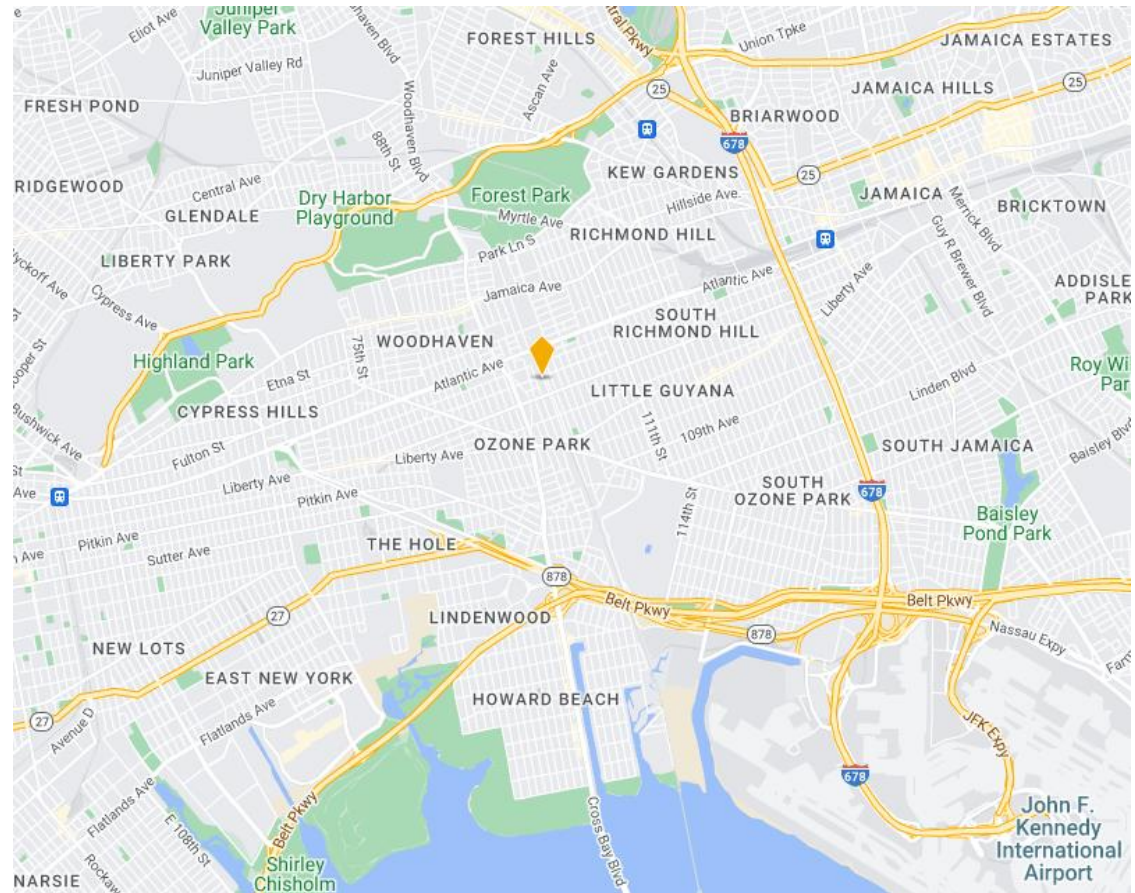 Juniper
Valley Park
Eliot Ave
Juniper Valley Rd
Woodhaven Blvd
Woodhaven Blvd
FOREST HILLS
Ascan Ave
Union Tpke
JAMAICA ESTATES
25
JAMAICA HILLS
25
FRESH POND
88th St
BRIARWOOD
678
RIDGEWOOD
Central Ave
GLENDALE
Dry Harbor
Playground
Forest Park
Myrtle Ave
KEW GARDENS
Hillside Ave.
25
JAMAICA
Merrick Blvd
BRICKTOWN
Guy R Brewer Blvd
LIBERTY PARK
Park Ln S
RICHMOND HILL
Cypress Ave
Jamaica Ave
Atlantic Ave
Liberty Ave
SOUTH
RICHMOND HILL
Highland Park
WOODHAVEN
75th St
Etna St
Atlantic Ave
Bushwick Ave
CYPRESS HILLS
LITTLE GUYANA
Linden Blvd
Fulton St
Liberty Ave
OZONE PARK
111th St
109th Ave
SOUTH JAMAICA
Baisley Blvd
Liberty Ave
Pitkin Ave
114th St
SOUTH
OZONE PARK
678
Baisley
Pond Park
Pitkin Ave
Sutter Ave
THE HOLE
878
Belt Pkwy
Belt Pkwy
27
LINDENWOOD
878
Nassau Expy
NEW LOTS
EAST NEW YORK
27
Avenue D
Flatlands Ave
HOWARD BEACH
JFK Expy
678
Flatlands Ave
E 108th St
Belt Pkwy
Cross Bay Blvd
Shirley
Chisholm
John F.
Kennedy
International
Airport